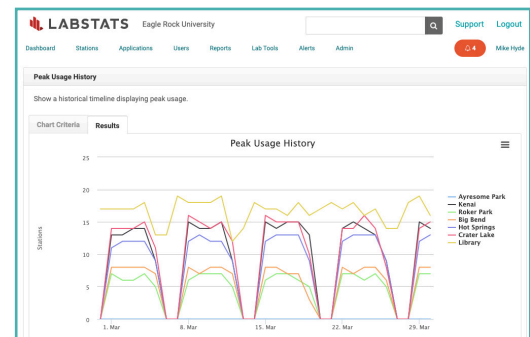 LABSTATS Eagle Rock University Support Logout
Dashboard Stations Applications Users Reports Lab Tools Alerts Admin 4 Mike Hyde
Peak Usage History
Show a historical timeline displaying peak usage.
Chart Criteria Results
Peak Usage History
25
20
15
10
5
0
Stations
1. Mar 8. Mar 15. Mar 22. Mar 29. Mar
Ayresome Park
Kenai
Roker Park
Big Bend
Hot Springs
Crater Lake
Library